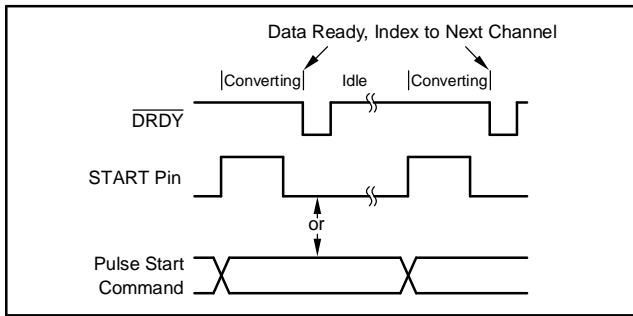 Data Ready, Index to Next Channel
Converting Idle Converting
DRDY
START Pin
or
Pulse Start
Command